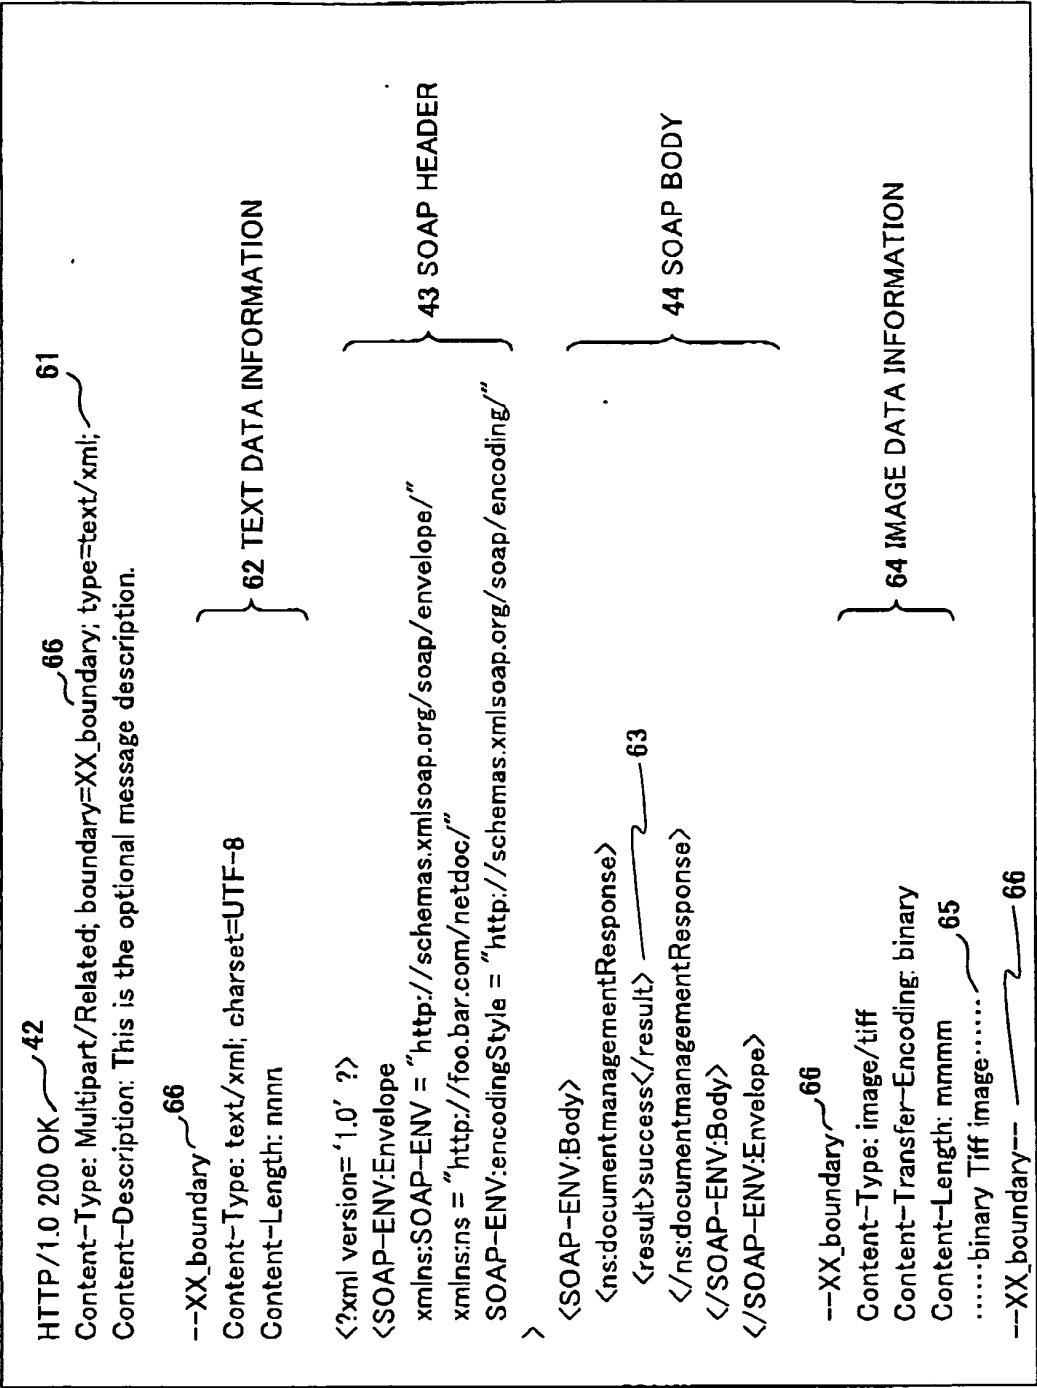 HTTP/1.0 200 OK 42
66
Content-Type: Multipart/Related; boundary=XX_boundary; type=text/xml; 61
Content-Description: This is the optional message description.
--XX_boundary 66
Content-Type: text/xml; charset=UTF-8
Content-Length: nnnn
62 TEXT DATA INFORMATION
<?xml version='1.0' ?>
<SOAP-ENV:Envelope
xmlns:SOAP-ENV = "http://schemas.xmlsoap.org/soap/envelope/"
xmlns:ns = "http://foo.bar.com/netdoc/"
SOAP-ENV:encodingStyle = "http://schemas.xmlsoap.org/soap/encoding/"
>
43 SOAP HEADER
<SOAP-ENV:Body>
<ns:documentmanagementResponse>
<result>success</result> 63
</ns:documentmanagementResponse>
</SOAP-ENV:Body>
</SOAP-ENV:Envelope>
44 SOAP BODY
--XX_boundary 66
Content-Type: image/tiff
Content-Transfer-Encoding: binary
Content-Length: mmmm
64 IMAGE DATA INFORMATION
......binary Tiff image...... 65
--XX_boundary-- 66